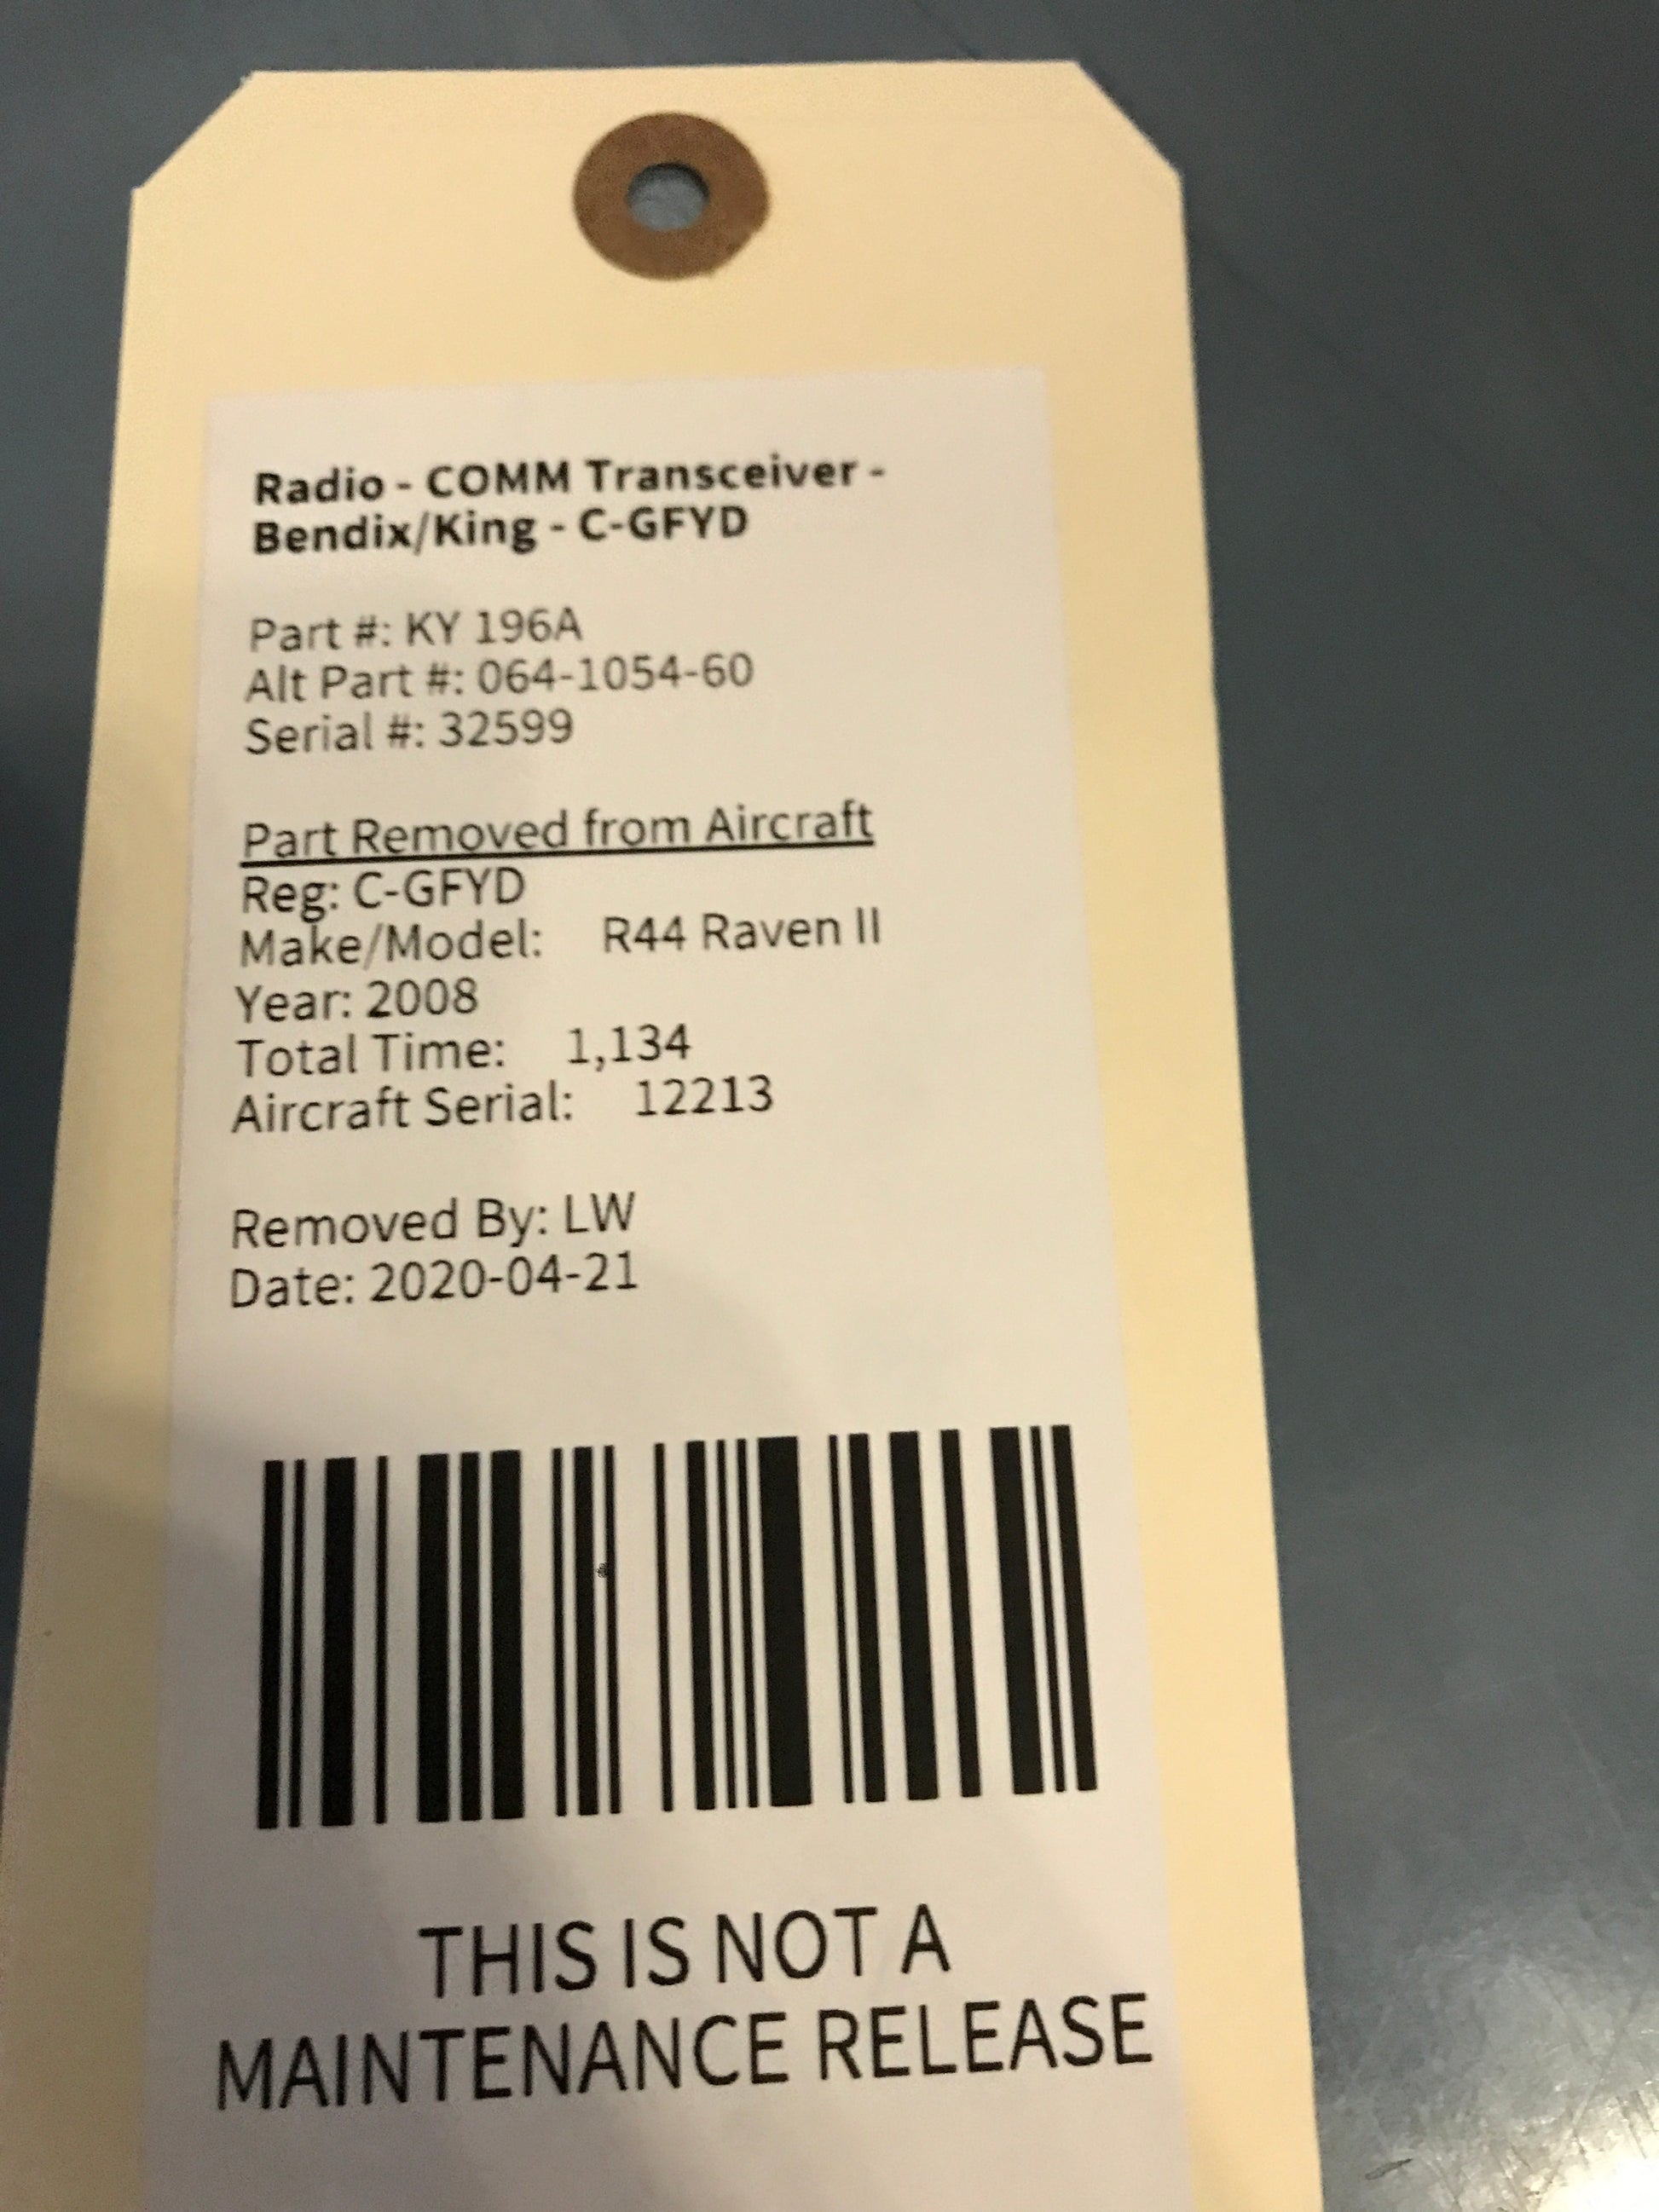 Radio - COMM Transceiver -
Bendix/King - C-GFYD
Part #: KY 196A
Alt Part #: 064-1054-60
Serial #: 32599
Part Removed from Aircraft
Reg: C-GFYD
Make/Model: R44 Raven II
Year: 2008
Total Time: 1,134
Aircraft Serial: 12213
Removed By: LW
Date: 2020-04-21
THIS IS NOT A
MAINTENANCE RELEASE